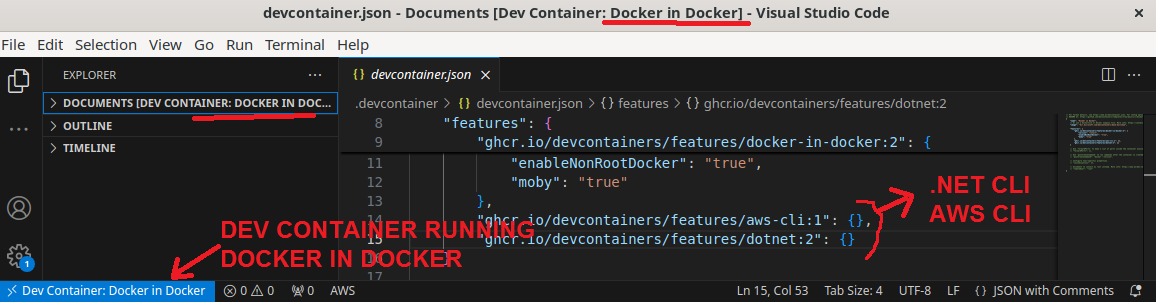 devcontainer.json - Documents [Dev Container: Docker in Docker] - Visual Studio Code
File Edit Selection View Go Run Terminal Help
EXPLORER
devcontainer.json
DOCUMENTS [DEV CONTAINER: DOCKER IN DOC...
OUTLINE
TIMELINE
.devcontainer > {} devcontainer.json > {} features > {} ghcr.io/devcontainers/features/dotnet:2
8 "features": {
9 "ghcr.io/devcontainers/features/docker-in-docker:2": {
11 "enableNonRootDocker": "true",
12 "moby": "true"
13 },
14 "ghcr.io/devcontainers/features/aws-cli:1": {},
15 "ghcr.io/devcontainers/features/dotnet:2": {}
16 }
17
.NET CLI
AWS CLI
DEV CONTAINER RUNNING
DOCKER IN DOCKER
1
Dev Container: Docker in Docker 0 0 0 AWS Ln 15, Col 53 Tab Size: 4 UTF-8 LF {} JSON with Comments